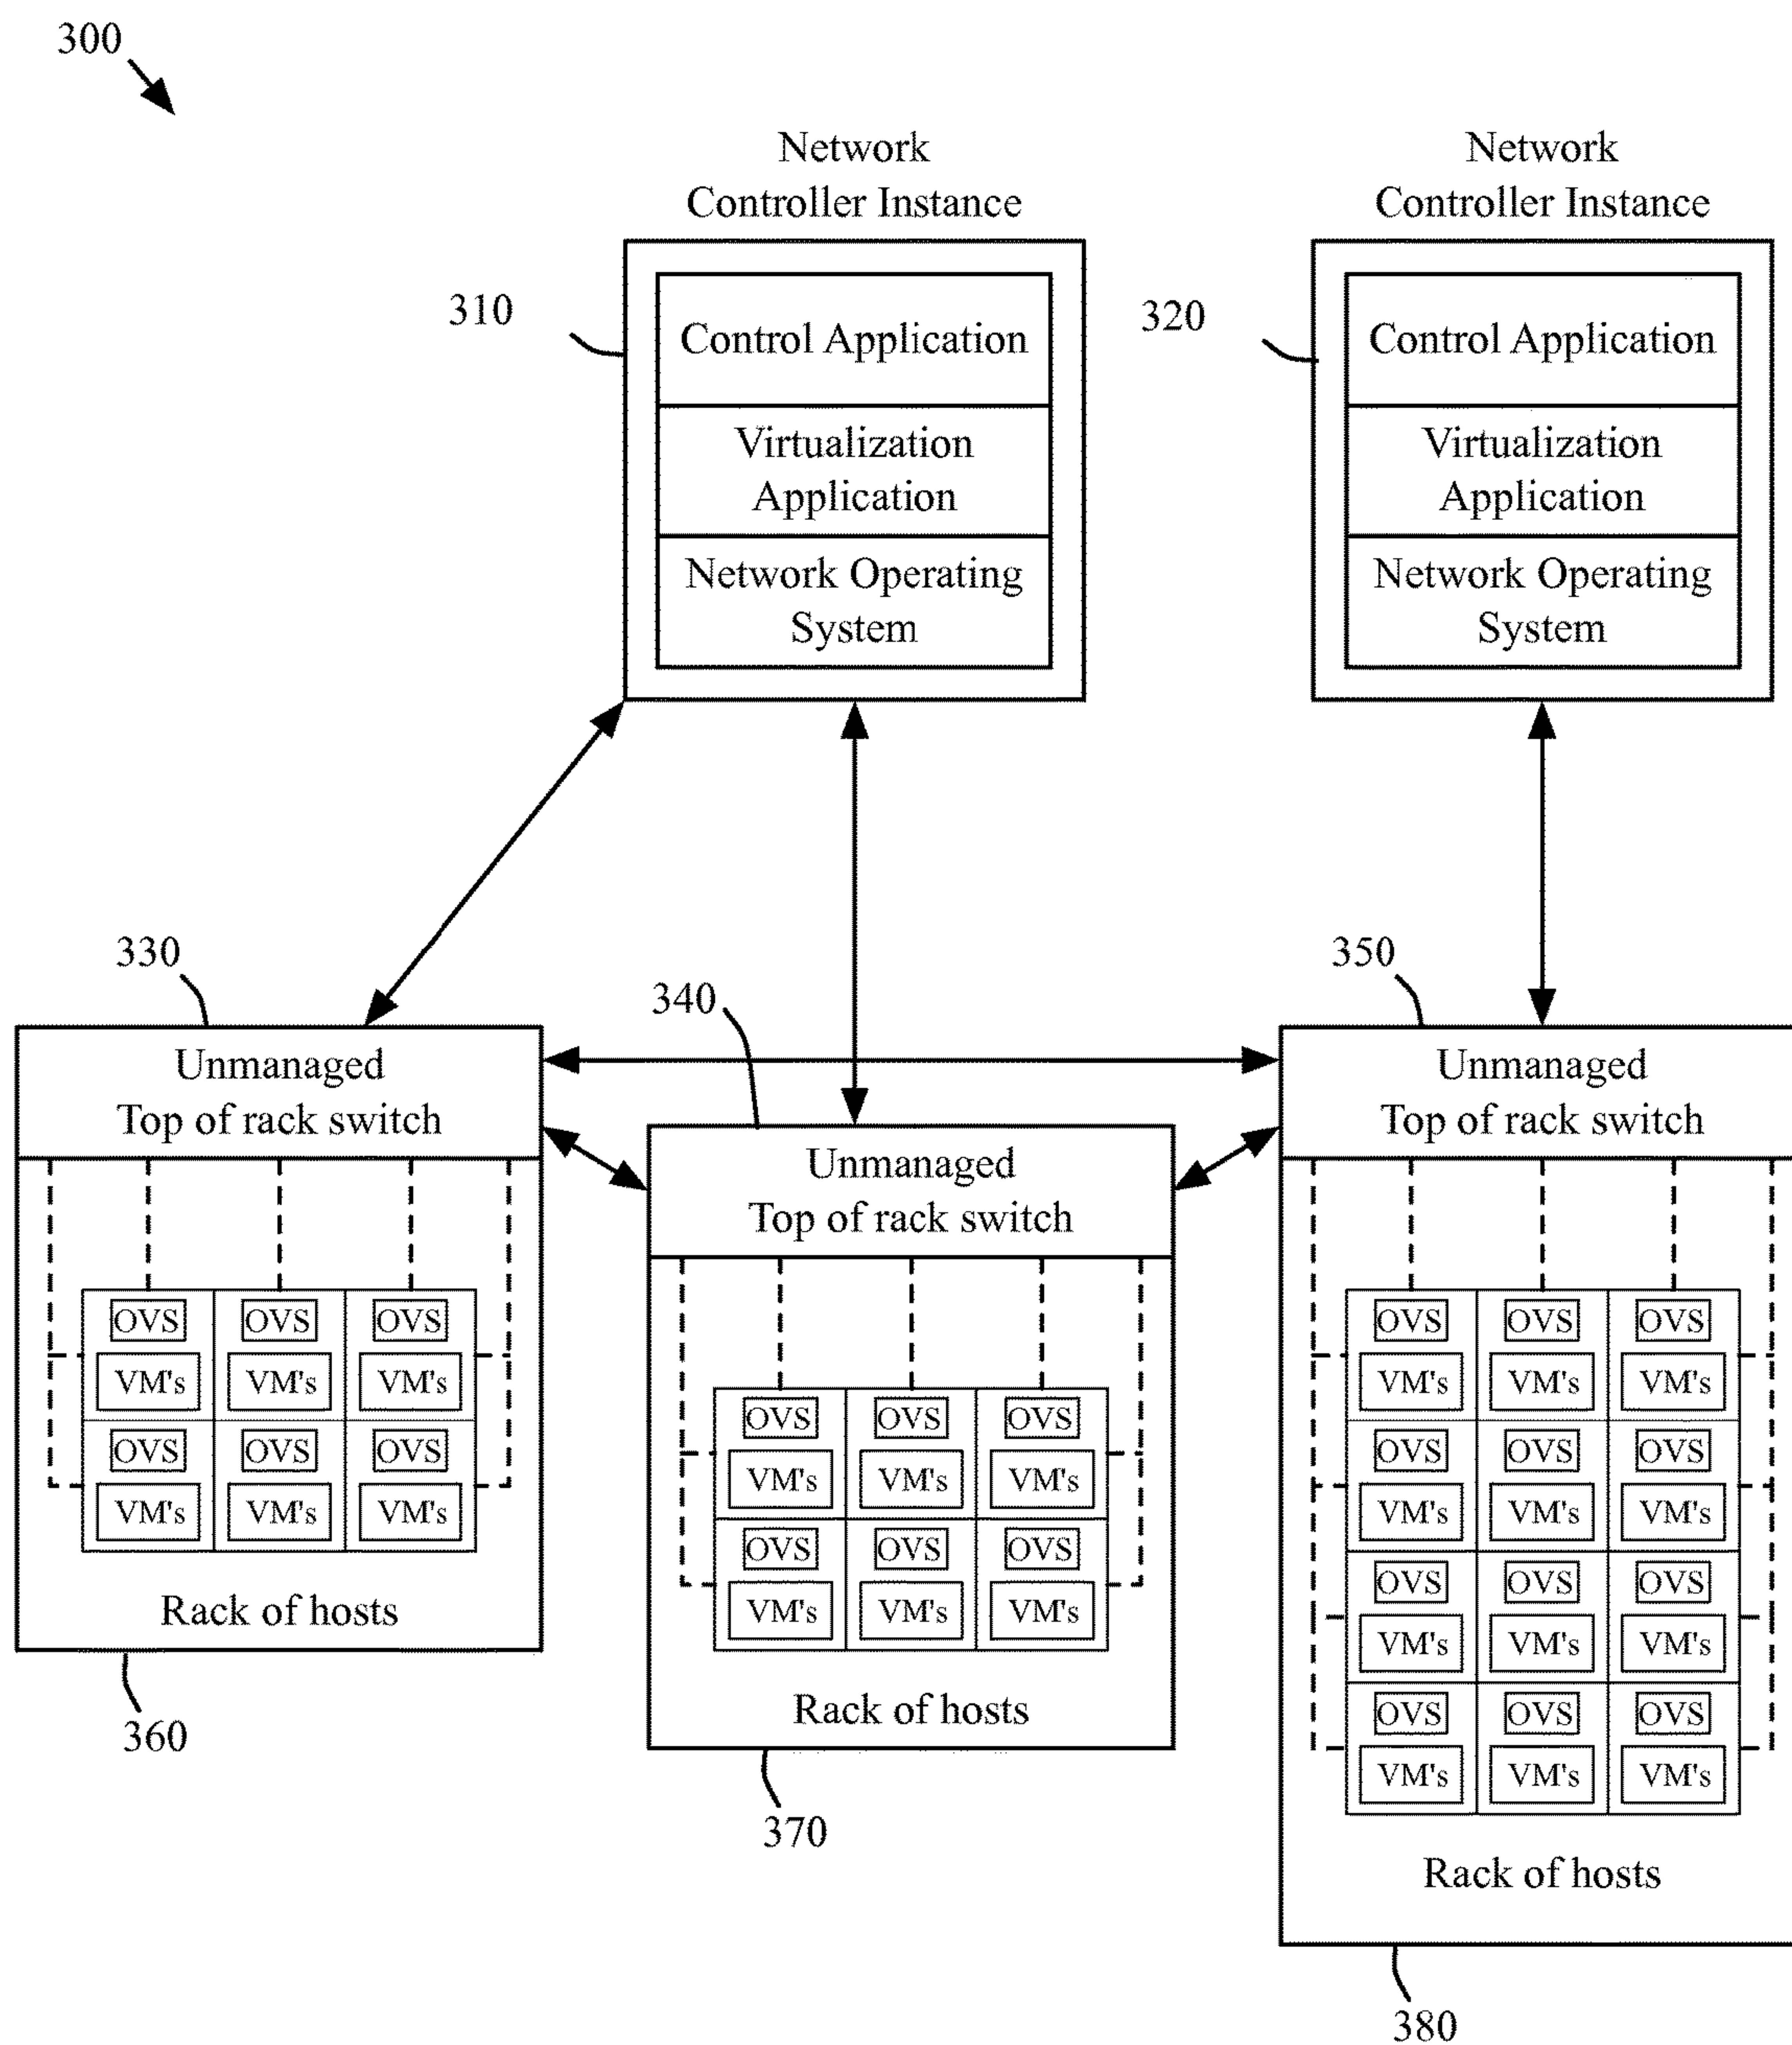 300
Network
Controller Instance
310
Control Application
Virtualization
Application
Network Operating
System
Network
Controller Instance
320
Control Application
Virtualization
Application
Network Operating
System
330
Unmanaged
Top of rack switch
OVS OVS OVS
VM's VM's VM's
OVS OVS OVS
VM's VM's VM's
Rack of hosts
360
340
Unmanaged
Top of rack switch
OVS OVS OVS
VM's VM's VM's
OVS OVS OVS
VM's VM's VM's
Rack of hosts
370
350
Unmanaged
Top of rack switch
OVS OVS OVS
VM's VM's VM's
OVS OVS OVS
VM's VM's VM's
OVS OVS OVS
VM's VM's VM's
OVS OVS OVS
VM's VM's VM's
Rack of hosts
380